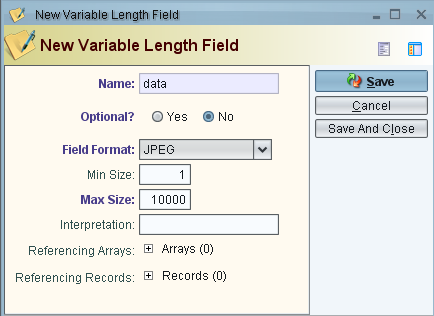 New Variable Length Field
New Variable Length Field
Name: data
Save
Cancel
Optional? Yes No
Save And Close
Field Format: JPEG
Min Size: 1
Max Size: 10000
Interpretation:
Referencing Arrays: Arrays (0)
Referencing Records: Records (0)